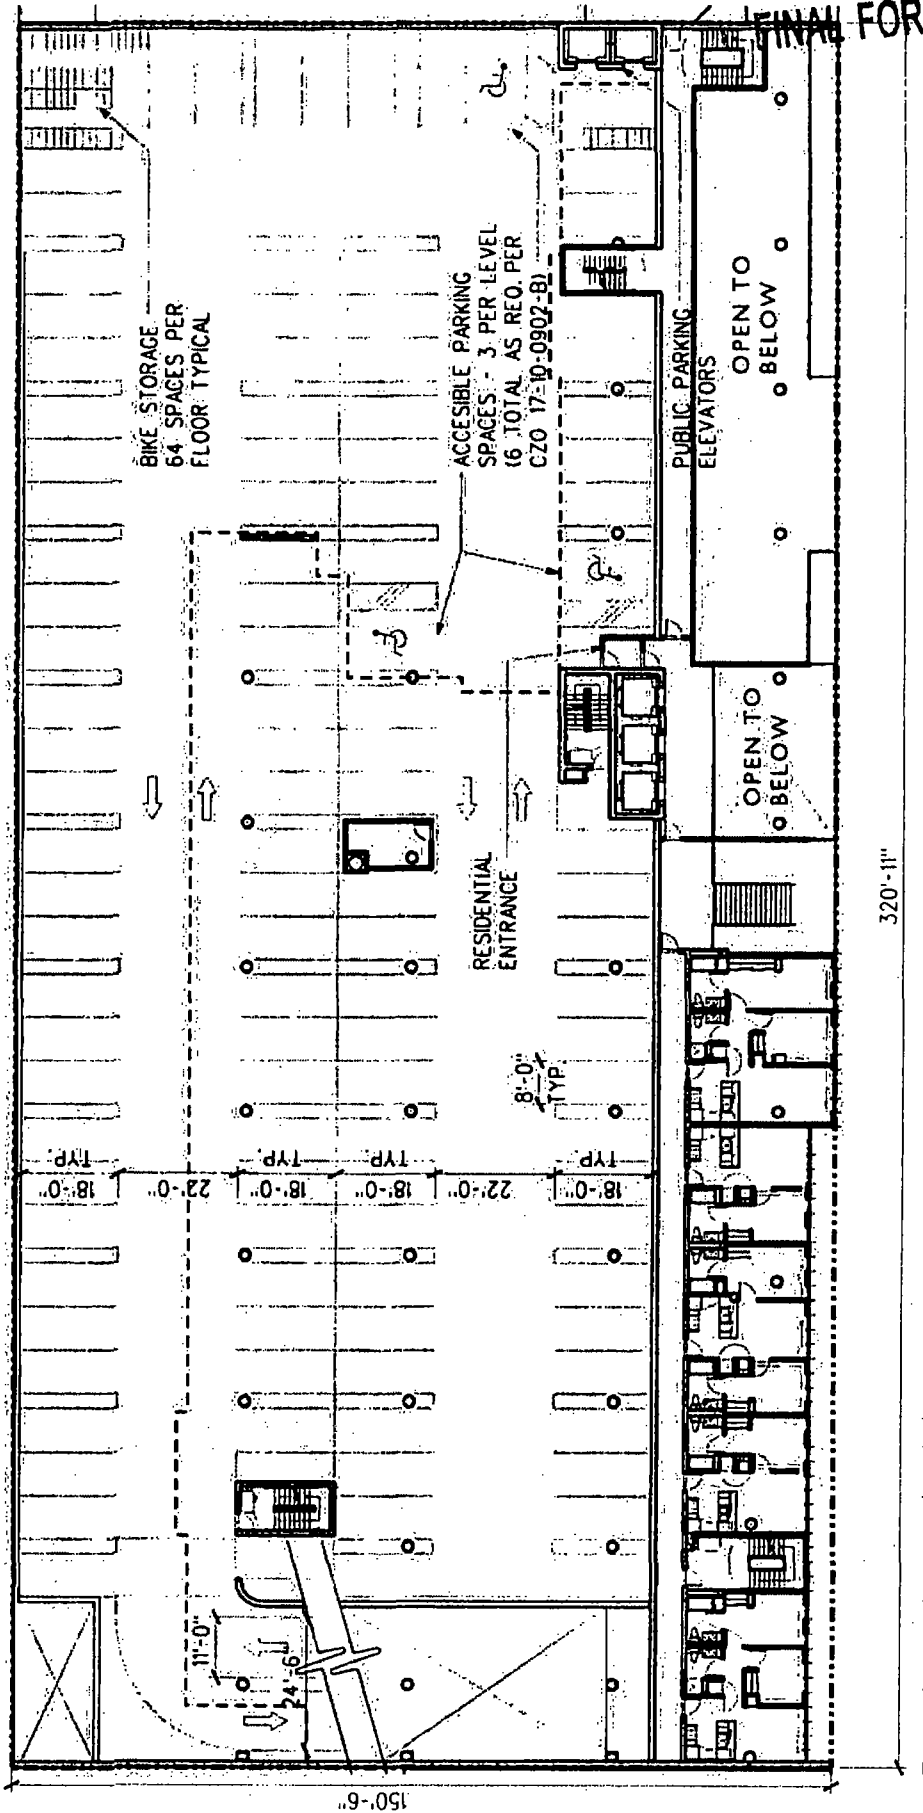 FINAL FOR
BIKE STORAGE
64 SPACES PER
FLOOR TYPICAL
ACCESIBLE PARKING
SPACES - 3 PER LEVEL
(6 TOTAL AS REQ. PER
CZO 17-10-0902-B)
PUBLIC PARKING
ELEVATORS
OPEN TO
BELOW
OPEN TO
BELOW
RESIDENTIAL
ENTRANCE
8'-0"
TYP.
18'-0"
TYP.
22'-0"
18'-0"
TYP.
18'-0"
TYP.
22'-0"
18'-0"
TYP
11'-0"
24'-6"
320'-11"
150'-6"